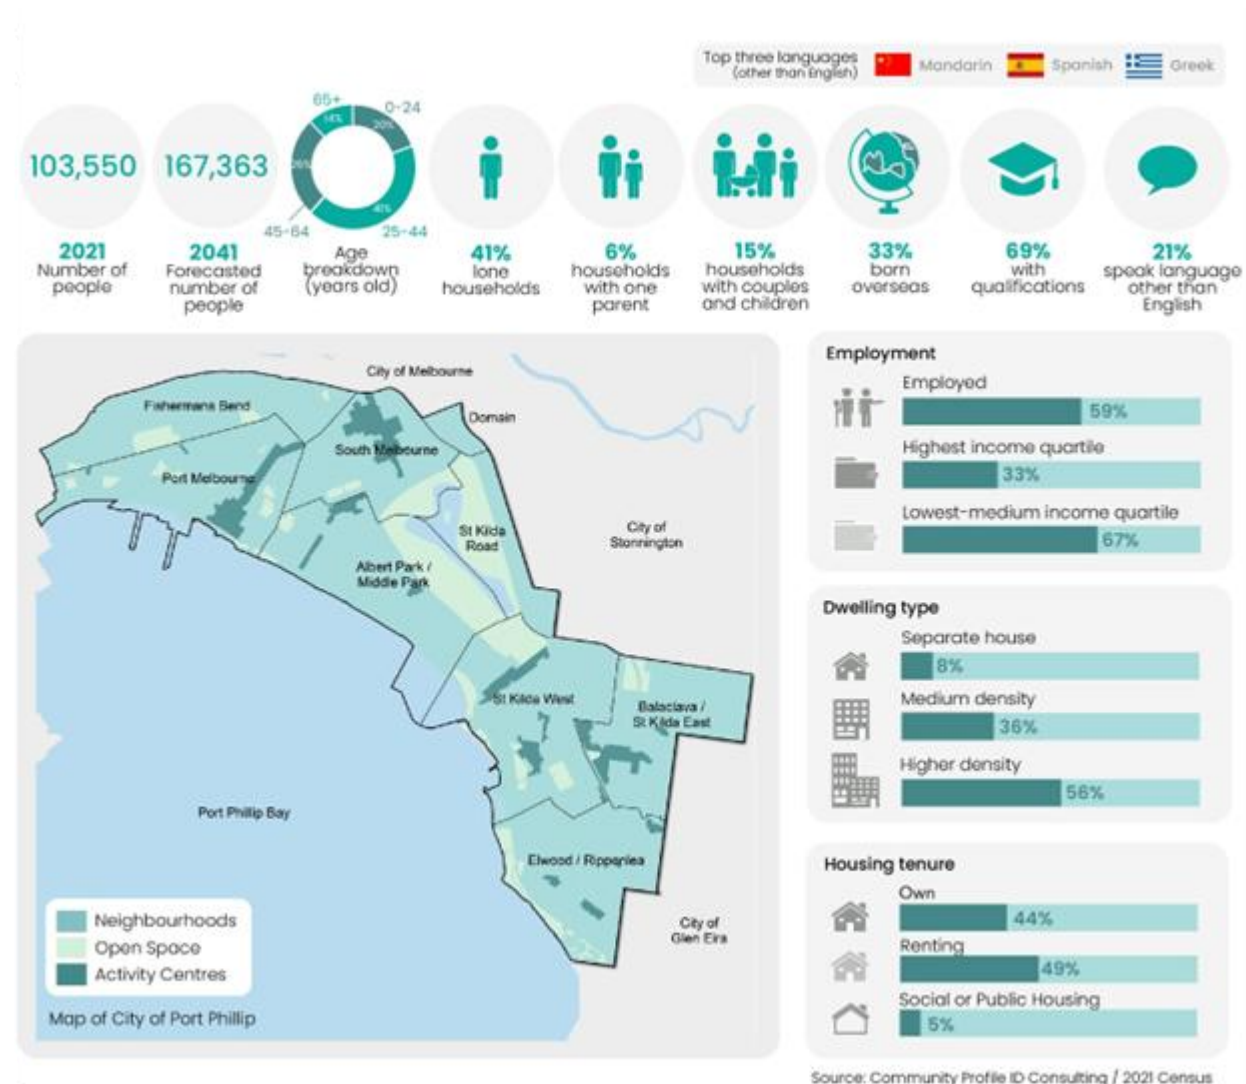 Top three languages
(other than English)
Mandarin
Spanish
Greek
103,550
2021
Number of
people
167,363
2041
Forecasted
number of
people
65+
14%
0-24
20%
45-64
25-44
Age
breakdown
(years old)
41%
lone
households
6%
households
with one
parent
15%
households
with couples
and children
33%
born
overseas
69%
with
qualifications
21%
speak language
other than
English
City of Melbourne
Fishermans Bend
Domain
South Melbourne
Port Melbourne
St Kilda
Road
City of
Stonnington
Albert Park /
Middle Park
St Kilda West
Balaclava /
St Kilda East
Port Phillip Bay
Elwood / Ripponlea
City of
Glen Eira
Neighbourhoods
Open Space
Activity Centres
Map of City of Port Phillip
Employment
Employed
59%
Highest income quartile
33%
Lowest-medium income quartile
67%
Dwelling type
Separate house
8%
Medium density
36%
Higher density
56%
Housing tenure
Own
44%
Renting
49%
Social or Public Housing
5%
Source: Community Profile ID Consulting / 2021 Census